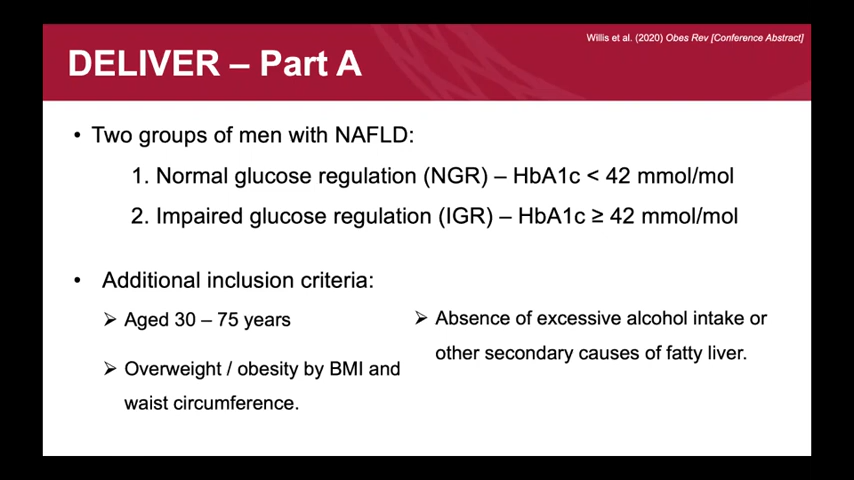 Willis et al. (2020) Obes Rev [Conference Abstract]
DELIVER – Part A
• Two groups of men with NAFLD:
1. Normal glucose regulation (NGR) – HbA1c < 42 mmol/mol
2. Impaired glucose regulation (IGR) – HbA1c ≥ 42 mmol/mol
• Additional inclusion criteria:
➢ Aged 30 – 75 years
➢ Overweight / obesity by BMI and
waist circumference.
➢ Absence of excessive alcohol intake or
other secondary causes of fatty liver.